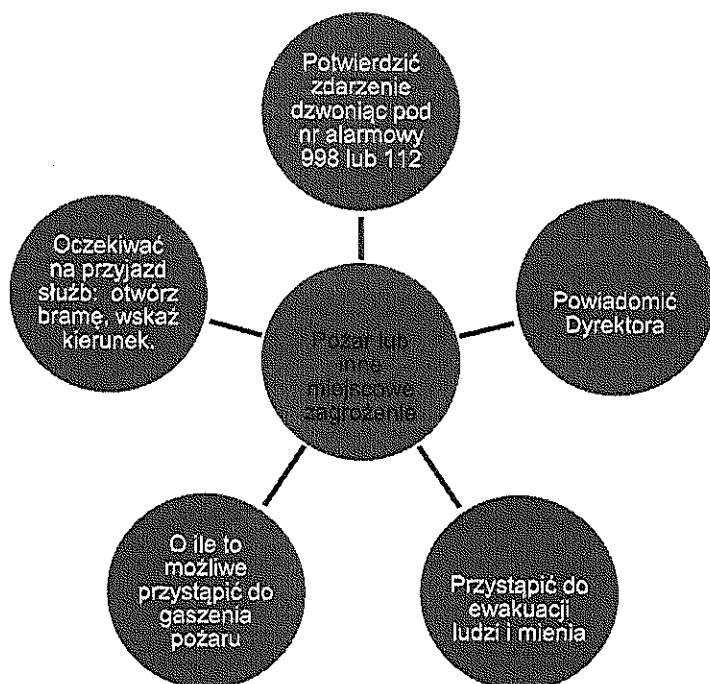 Potwierdzić
zdarzenie
dzwoniąc pod
nr alarmowy
998 lub 112
Powiadomić
Dyrektora
Przystąpić do
ewakuacji
ludzi i mienia
O ile to
możliwe
przystąpić do
gaszenia
pożaru
Oczekiwać
na przyjazd
służb: otwórz
bramę, wskaż
kierunek.
Pożar lub
inne
miejscowe
zagrożenie